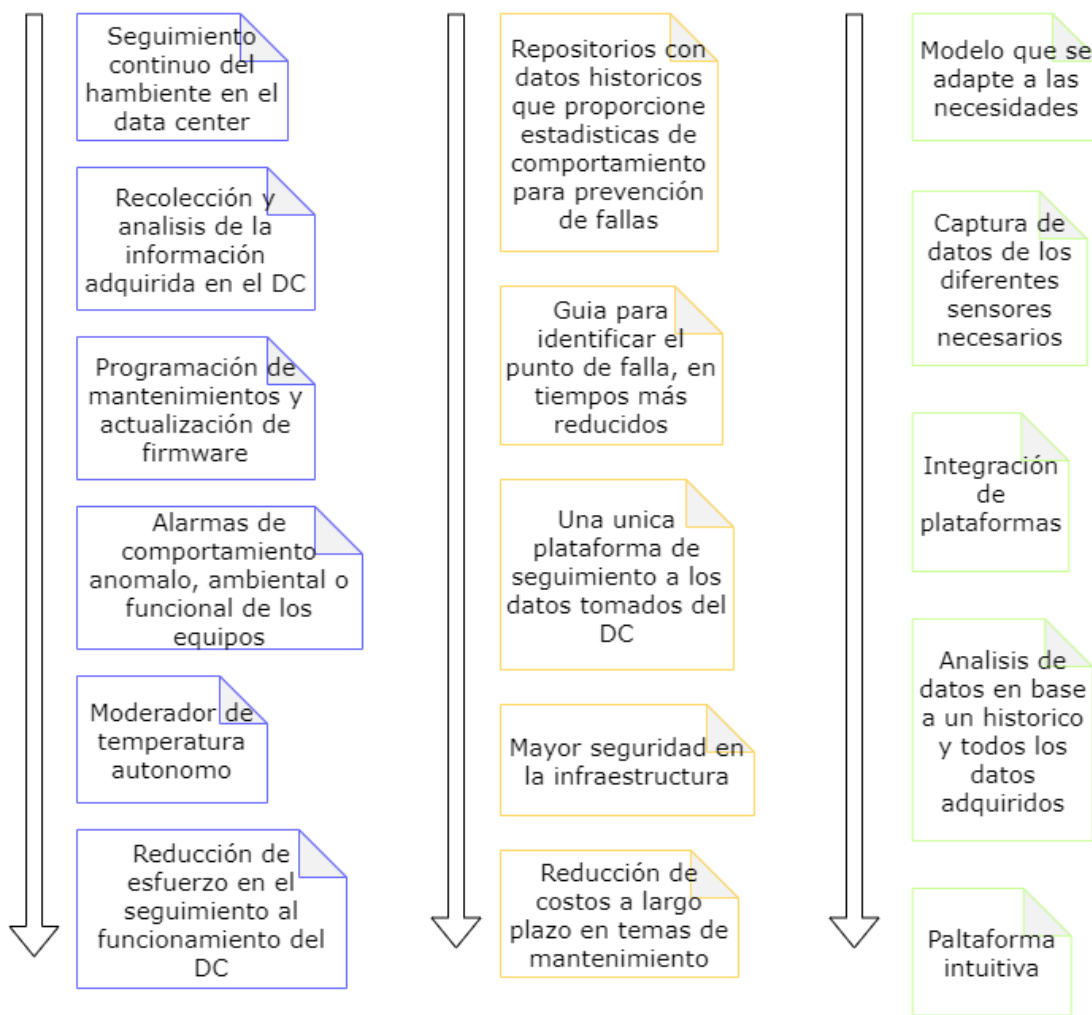 Seguimiento
continuo del
hambiente en el
data center
Recolección y
analisis de la
información
adquirida en el DC
Programación de
mantenimientos y
actualización de
firmware
Alarmas de
comportamiento
anomalo, ambiental o
funcional de los
equipos
Moderador de
temperatura
autonomo
Reducción de
esfuerzo en el
seguimiento al
funcionamiento del
DC
Repositorios con
datos historicos
que proporcione
estadisticas de
comportamiento
para prevención
de fallas
Guia para
identificar el
punto de falla, en
tiempos más
reducidos
Una unica
plataforma de
seguimiento a los
datos tomados del
DC
Mayor seguridad en
la infraestructura
Reducción de
costos a largo
plazo en temas de
mantenimiento
Modelo que se
adapte a las
necesidades
Captura de
datos de los
diferentes
sensores
necesarios
Integración
de
plataformas
Analisis de
datos en base
a un historico
y todos los
datos
adquiridos
Paltaforma
intuitiva